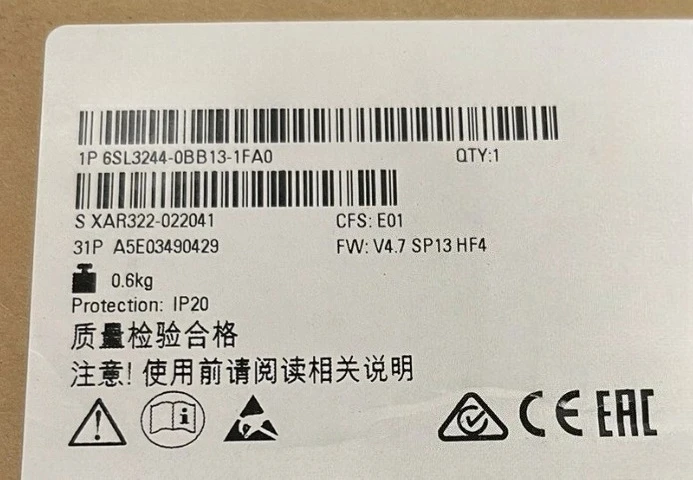 1P 6SL3244-0BB13-1FA0 QTY:1
S XAR322-022041 CFS: E01
31P A5E03490429 FW: V4.7 SP13 HF4
0.6kg
Protection: IP20
质量检验合格
注意! 使用前请阅读相关说明
CE EAC